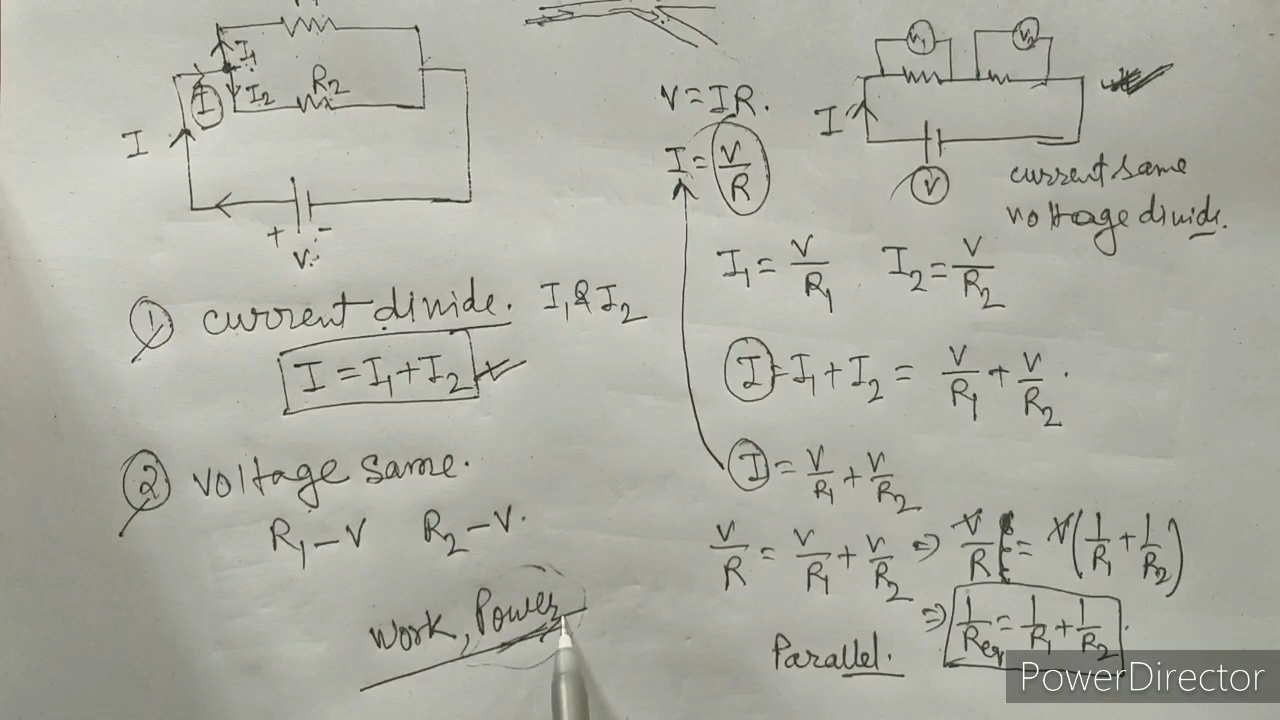 I₁
I
I₂
R₂
I
+ -
V
① current divide. I₁ & I₂
I = I₁ + I₂
② voltage same.
R₁ – V R₂ – V.
Work, Power
V = IR.
I = V/R
V₁ V₂
I
V
current same
voltage divide.
I₁ = V/R₁ I₂ = V/R₂
I = I₁ + I₂ = V/R₁ + V/R₂.
I = V/R₁ + V/R₂
V/R = V/R₁ + V/R₂ ⇒ V/R = V(1/R₁ + 1/R₂)
⇒ 1/Req = 1/R₁ + 1/R₂.
Parallel.
PowerDirector